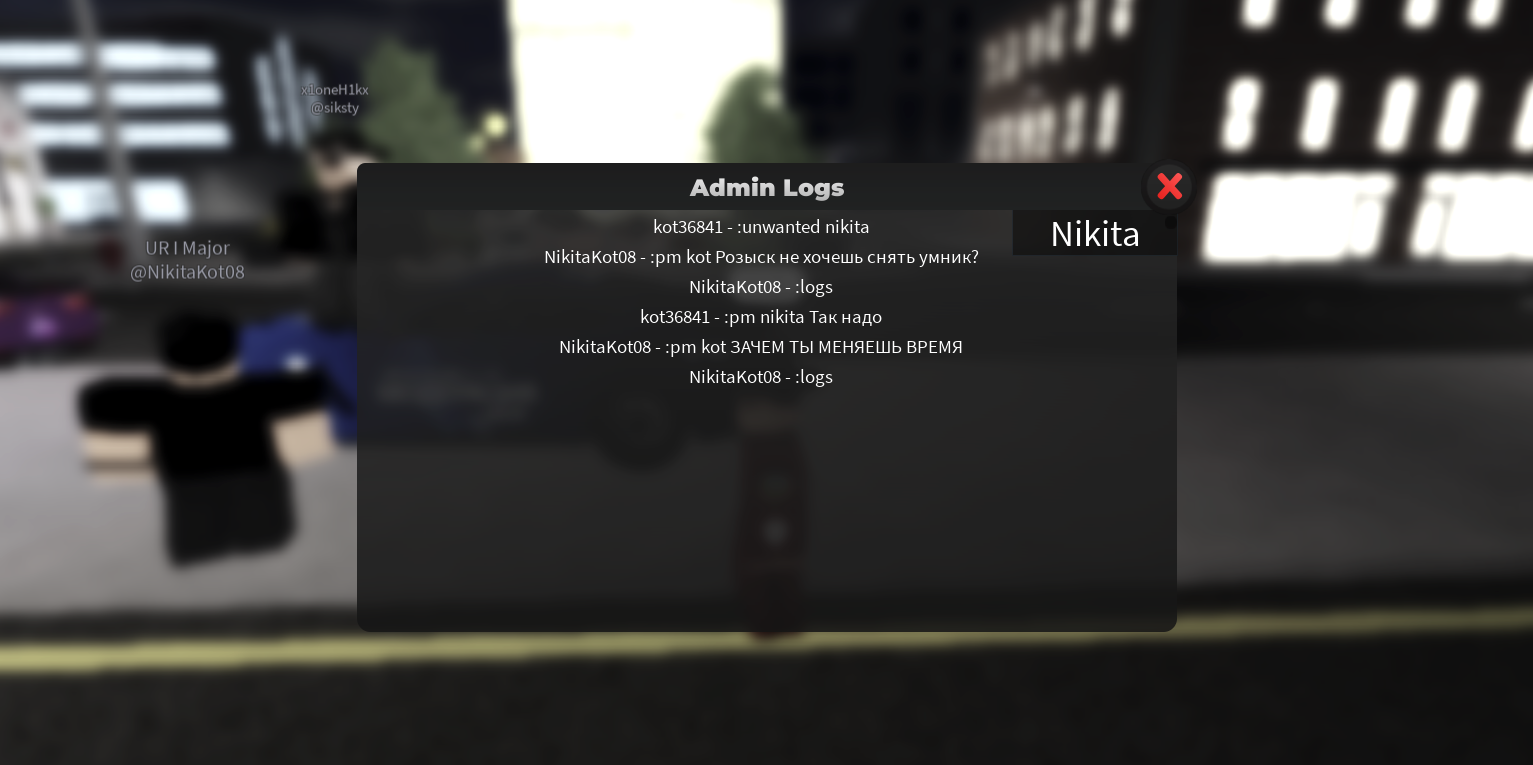 x1oneH1kx
@siksty
Admin Logs
kot36841 - :unwanted nikita
Nikita
NikitaKot08 - :pm kot Розыск не хочешь снять умник?
UR I Major
@NikitaKot08
NikitaKot08 - :logs
kot36841 - :pm nikita Так надо
NikitaKot08 - :pm kot ЗАЧЕМ ТЫ МЕНЯЕШЬ ВРЕМЯ
NikitaKot08 - :logs